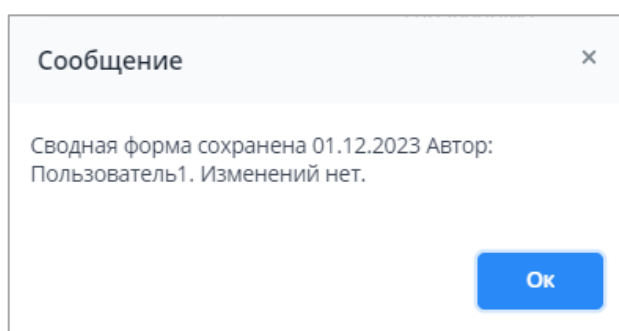 Сообщение ×
Сводная форма сохранена 01.12.2023 Автор:
Пользователь1. Изменений нет.
Ок